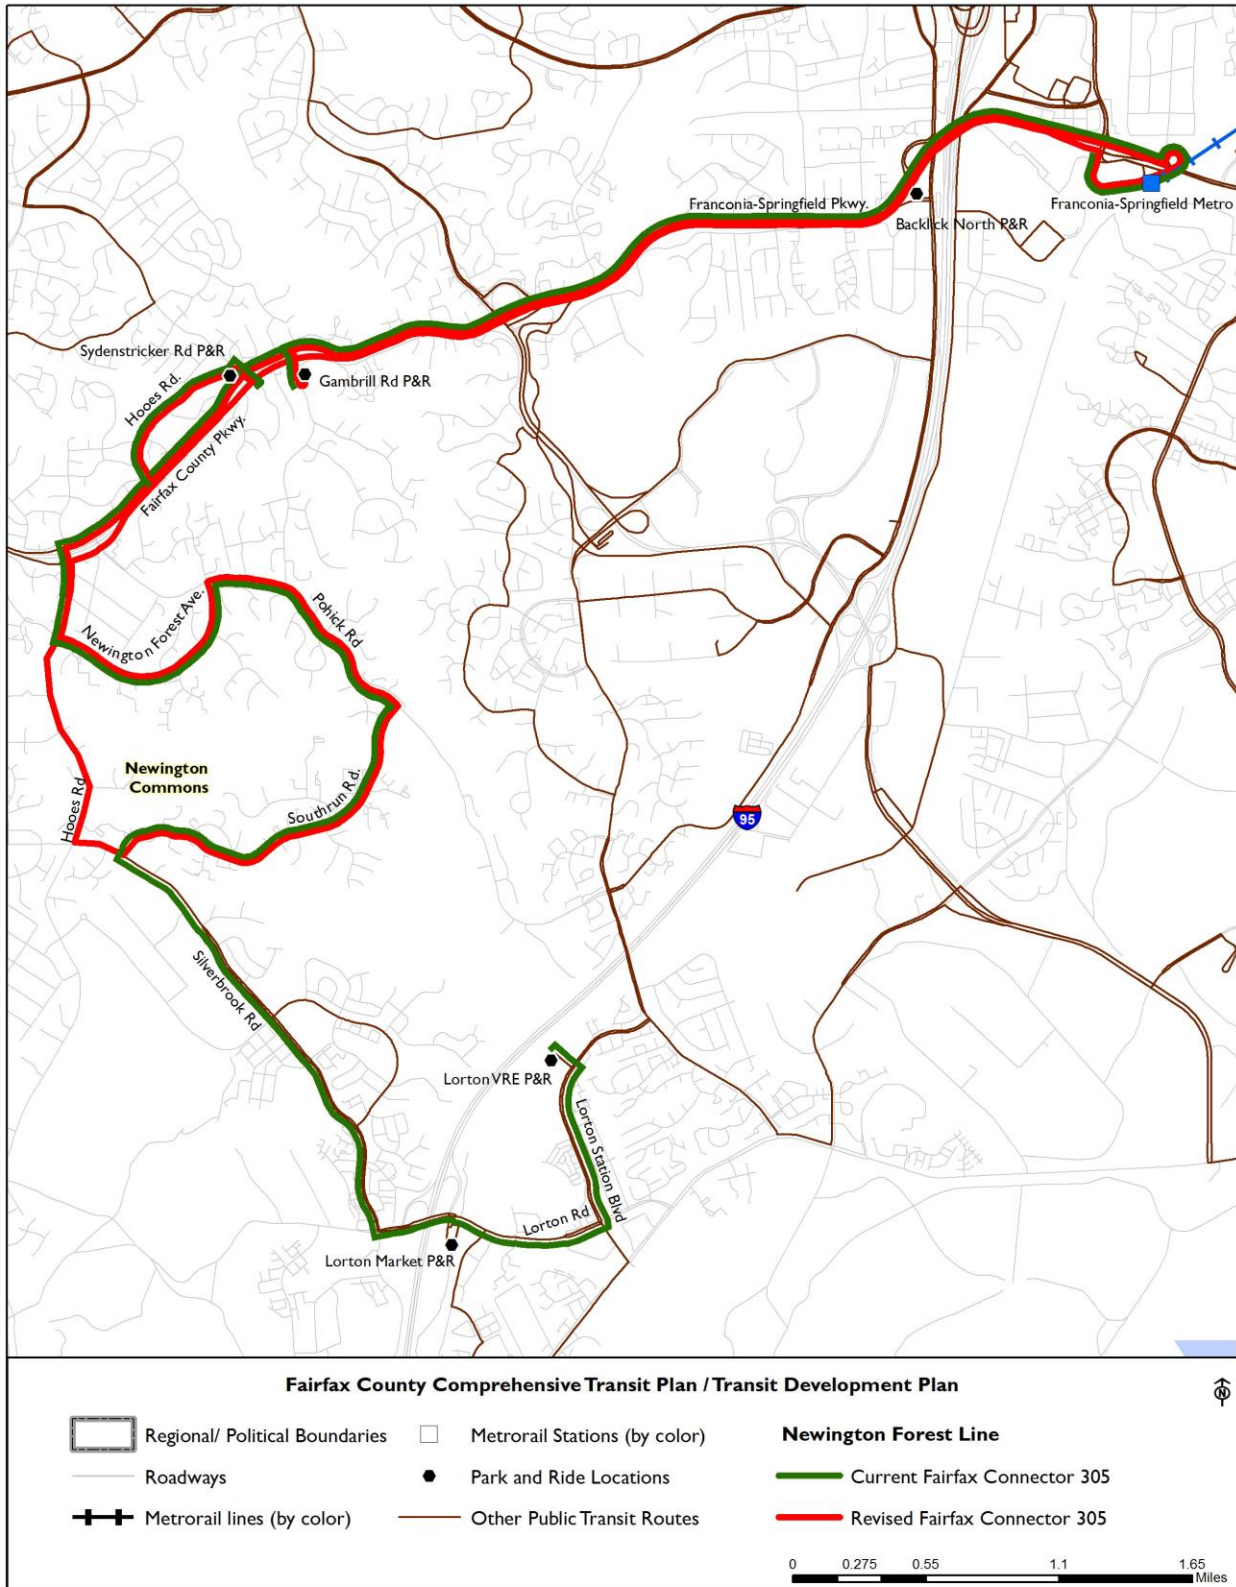 Franconia-Springfield Pkwy.
Franconia-Springfield Metro
Backlick North P&R
Sydenstricker Rd P&R
Gambrill Rd P&R
Hooes Rd.
Fairfax County Pkwy.
Newington Forest Ave.
Pohick Rd
Newington
Commons
Hooes Rd
Southrun Rd.
95
Silverbrook Rd
Lorton VRE P&R
Lorton Station Blvd
Lorton Rd
Lorton Market P&R
Fairfax County Comprehensive Transit Plan / Transit Development Plan
N
Regional/ Political Boundaries
Metrorail Stations (by color)
Newington Forest Line
Roadways
Park and Ride Locations
Current Fairfax Connector 305
Metrorail lines (by color)
Other Public Transit Routes
Revised Fairfax Connector 305
0 0.275 0.55 1.1 1.65
Miles